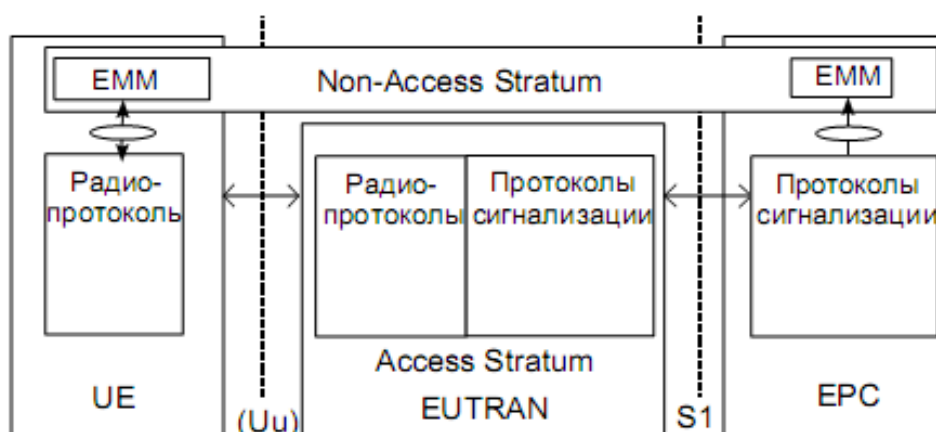 EMM
Non-Access Stratum
EMM
Радио-
протоколь
Радио-
протоколы
Протоколы
сигнализации
Протоколы
сигнализации
Access Stratum
UE
(Uu)
EUTRAN
S1
EPC